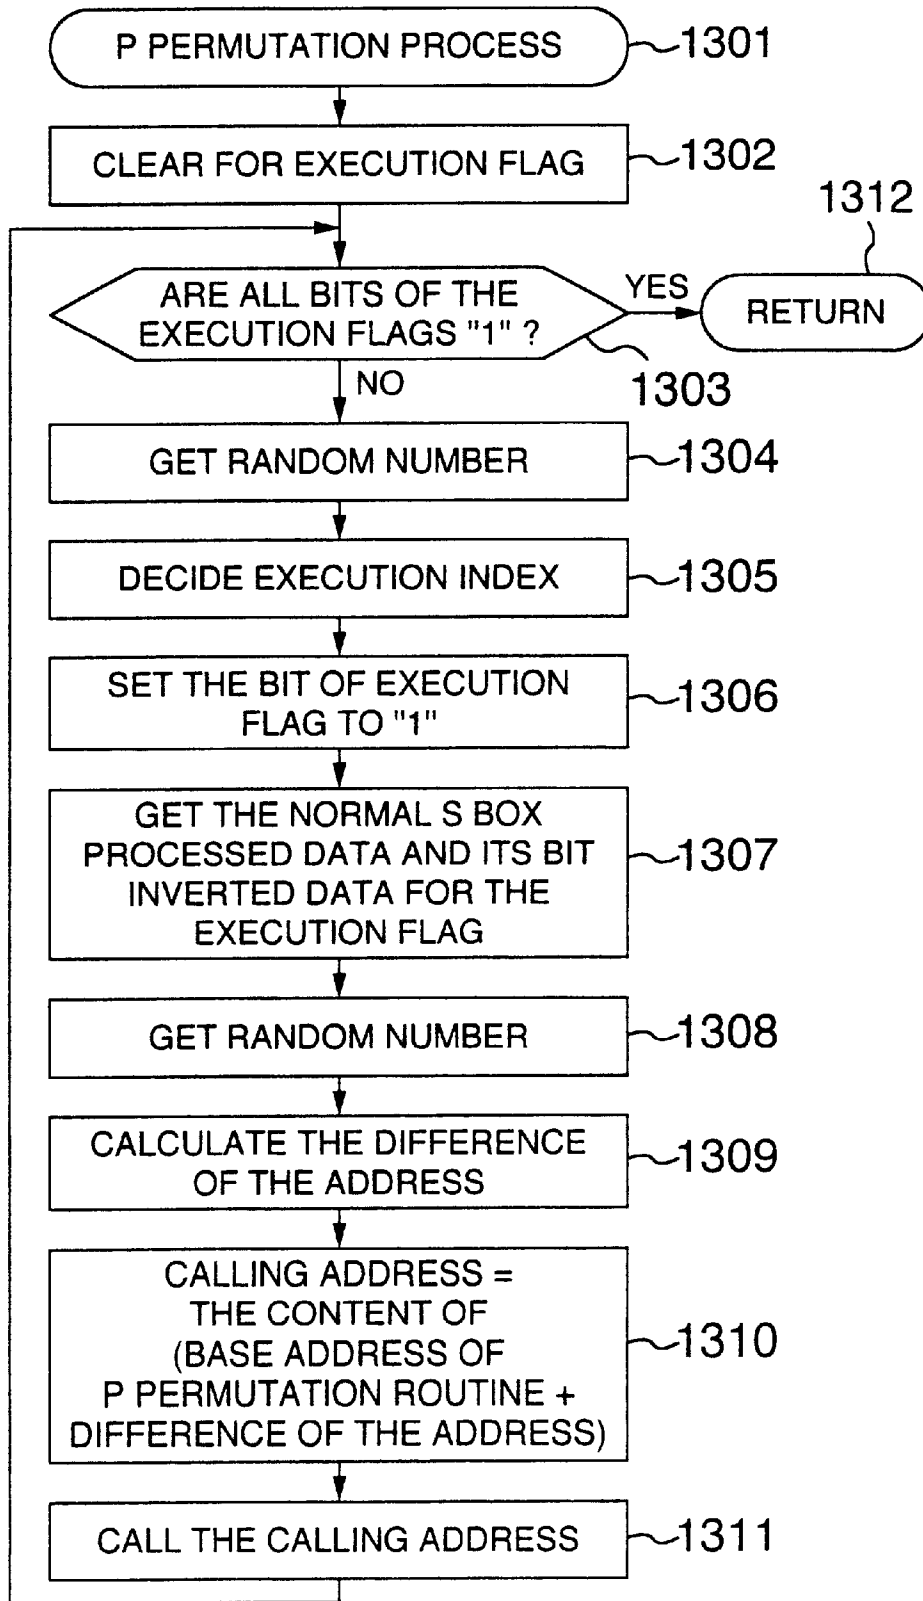 P PERMUTATION PROCESS
1301
CLEAR FOR EXECUTION FLAG
1302
1312
ARE ALL BITS OF THE
EXECUTION FLAGS "1" ?
YES
RETURN
1303
NO
GET RANDOM NUMBER
1304
DECIDE EXECUTION INDEX
1305
SET THE BIT OF EXECUTION
FLAG TO "1"
1306
GET THE NORMAL S BOX
PROCESSED DATA AND ITS BIT
INVERTED DATA FOR THE
EXECUTION FLAG
1307
GET RANDOM NUMBER
1308
CALCULATE THE DIFFERENCE
OF THE ADDRESS
1309
CALLING ADDRESS =
THE CONTENT OF
(BASE ADDRESS OF
P PERMUTATION ROUTINE +
DIFFERENCE OF THE ADDRESS)
1310
CALL THE CALLING ADDRESS
1311